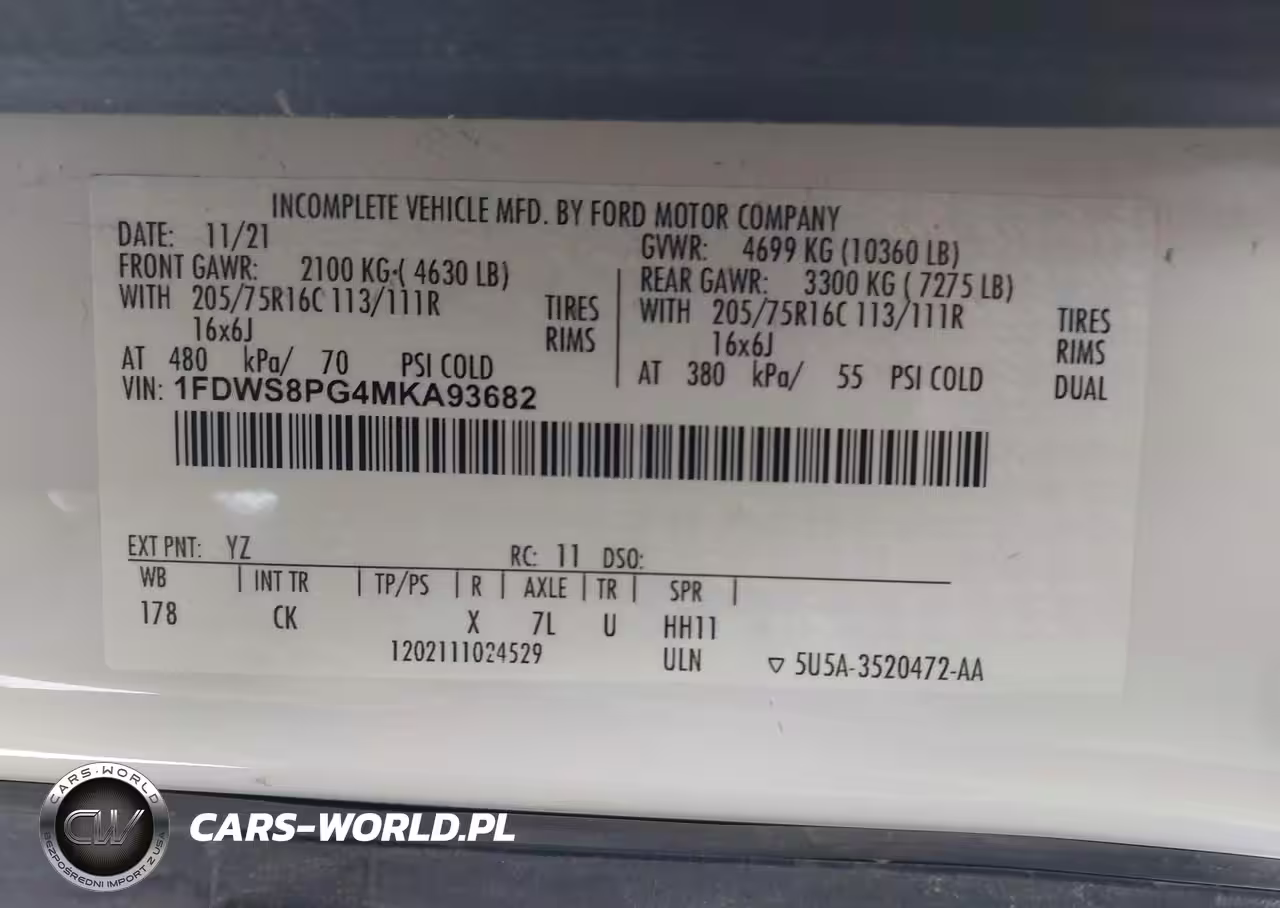 INCOMPLETE VEHICLE MFD. BY FORD MOTOR COMPANY
DATE: 11/21 GVWR: 4699 KG (10360 LB)
FRONT GAWR: 2100 KG ( 4630 LB) REAR GAWR: 3300 KG ( 7275 LB)
WITH 205/75R16C 113/111R TIRES WITH 205/75R16C 113/111R TIRES
16x6J RIMS 16x6J RIMS
AT 480 kPa/ 70 PSI COLD AT 380 kPa/ 55 PSI COLD DUAL
VIN: 1FDWS8PG4MKA93682
EXT PNT: YZ RC: 11 DSO:
WB | INT TR | TP/PS | R | AXLE | TR | SPR |
178 CK X 7L U HH11
1202111024529 ULN ▽ 5U5A-3520472-AA
CARS-WORLD
CW
BEZPOŚREDNI IMPORT Z USA
CARS-WORLD.PL